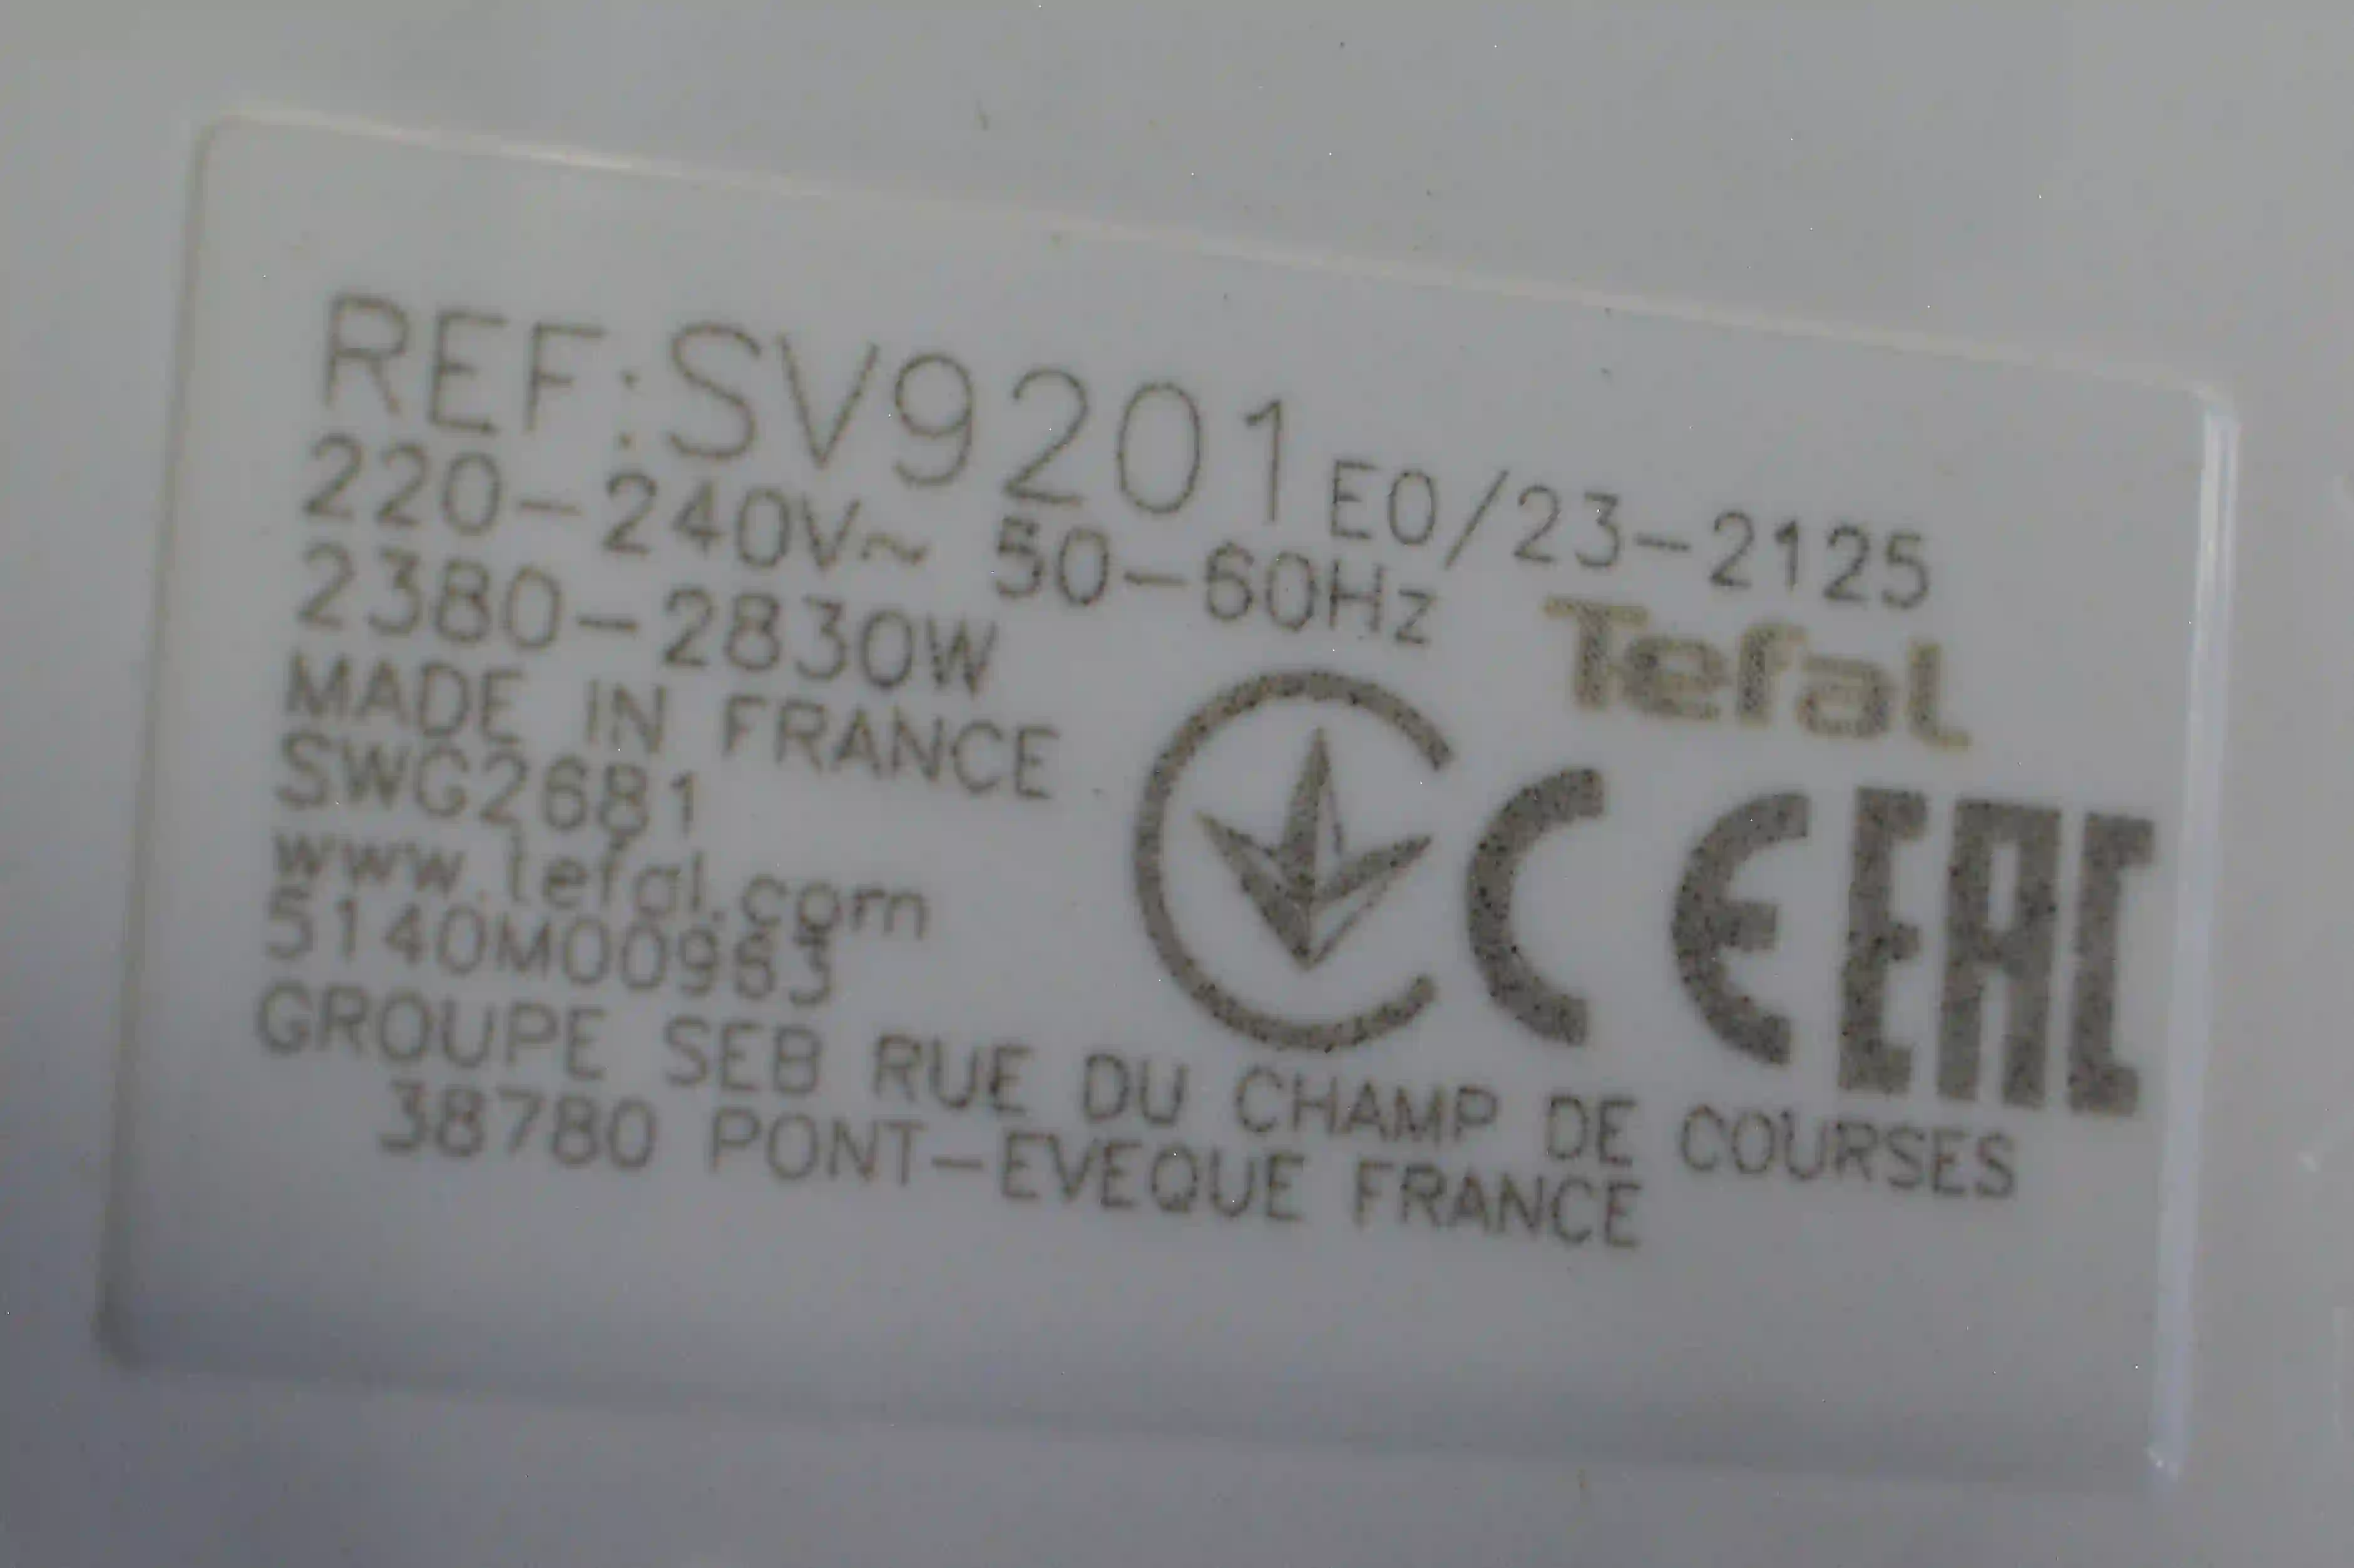 REF:SV9201 E0/23-2125
220-240V~ 50-60Hz
2380-2830W
Tefal
MADE IN FRANCE
SWG2681
www.tefal.com
5140M00963
CE EAC
GROUPE SEB RUE DU CHAMP DE COURSES
38780 PONT-EVEQUE FRANCE